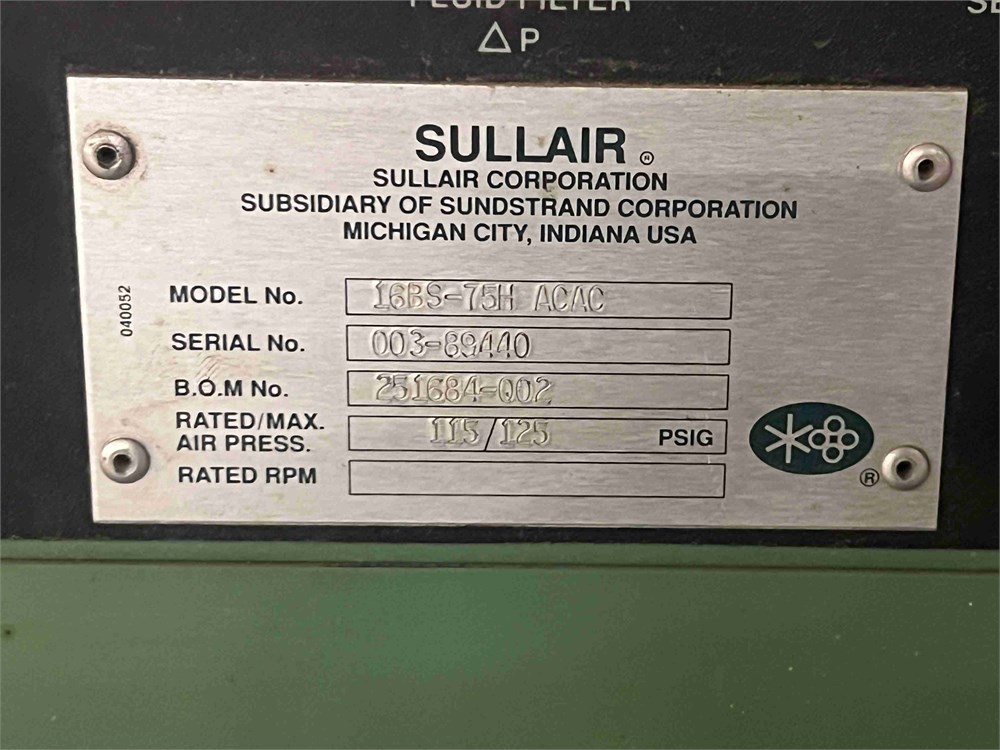 △P
SULLAIR ®
SULLAIR CORPORATION
SUBSIDIARY OF SUNDSTRAND CORPORATION
MICHIGAN CITY, INDIANA USA
040052
MODEL No. 16BS-75H ACAC
SERIAL No. 003-89440
B.O.M No. 251684-002
RATED/MAX.
AIR PRESS. 115/125 PSIG
RATED RPM
®